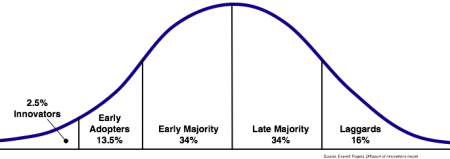 2.5%
Innovators
Early
Adopters
13.5%
Early Majority
34%
Late Majority
34%
Laggards
16%
Source: Everett Rogers Diffusion of Innovations model